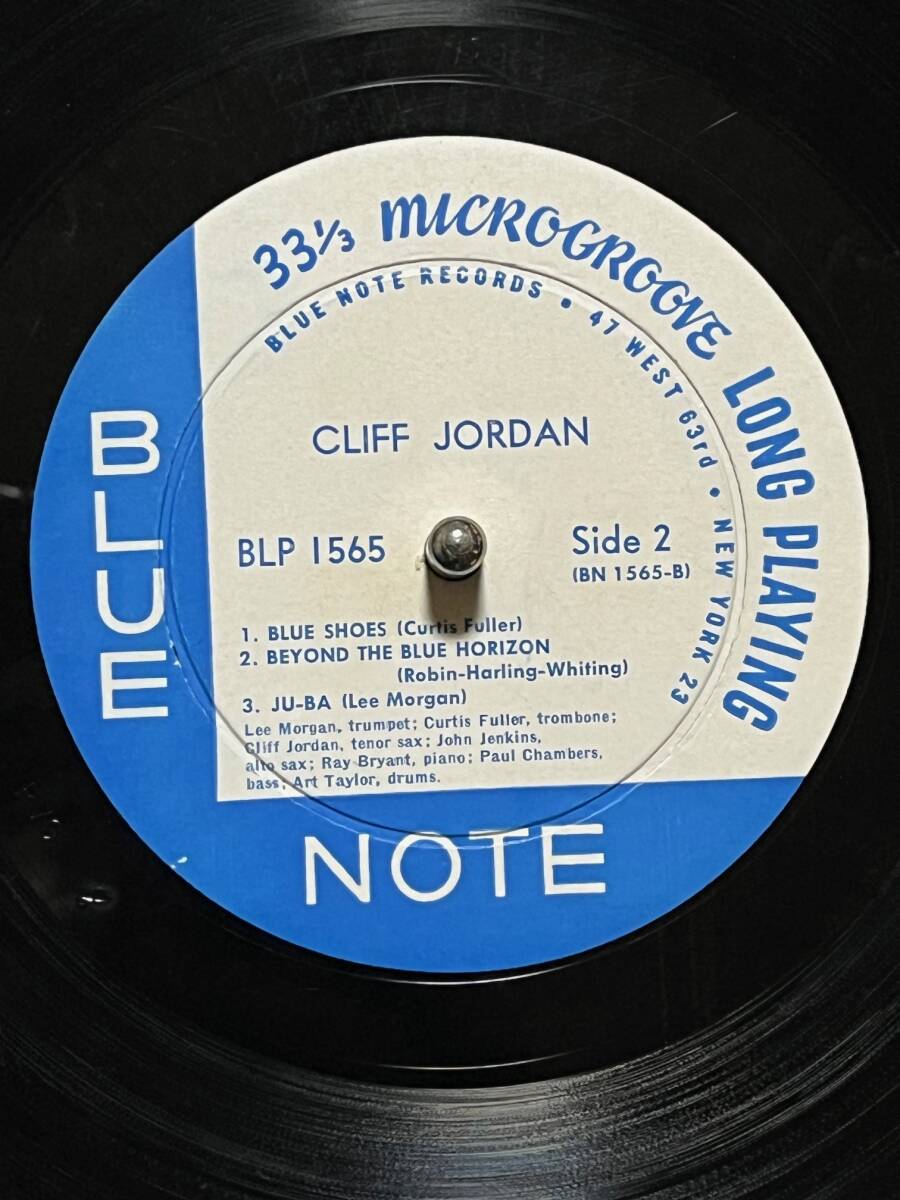 33⅓ MICROGROOVE LONG PLAYING
BLUE NOTE RECORDS • 47 WEST 63rd • NEW YORK 23
CLIFF JORDAN
BLP 1565
Side 2
(BN 1565-B)
1. BLUE SHOES (Curtis Fuller)
2. BEYOND THE BLUE HORIZON
(Robin-Harling-Whiting)
3. JU-BA (Lee Morgan)
Lee Morgan, trumpet; Curtis Fuller, trombone;
Cliff Jordan, tenor sax; John Jenkins,
alto sax; Ray Bryant, piano; Paul Chambers,
bass; Art Taylor, drums.
BLUE
NOTE